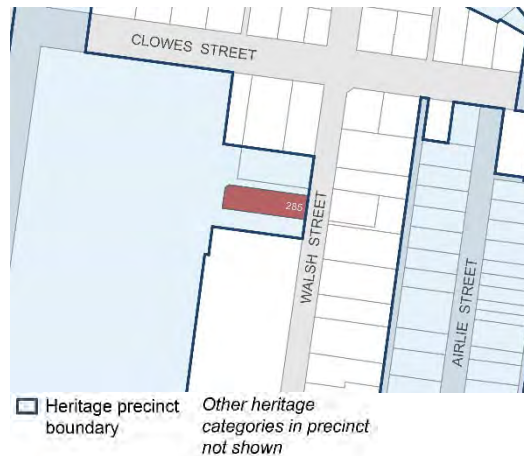 CLOWES STREET
285
WALSH STREET
AIRLIE STREET
Heritage precinct
boundary
Other heritage
categories in precinct
not shown